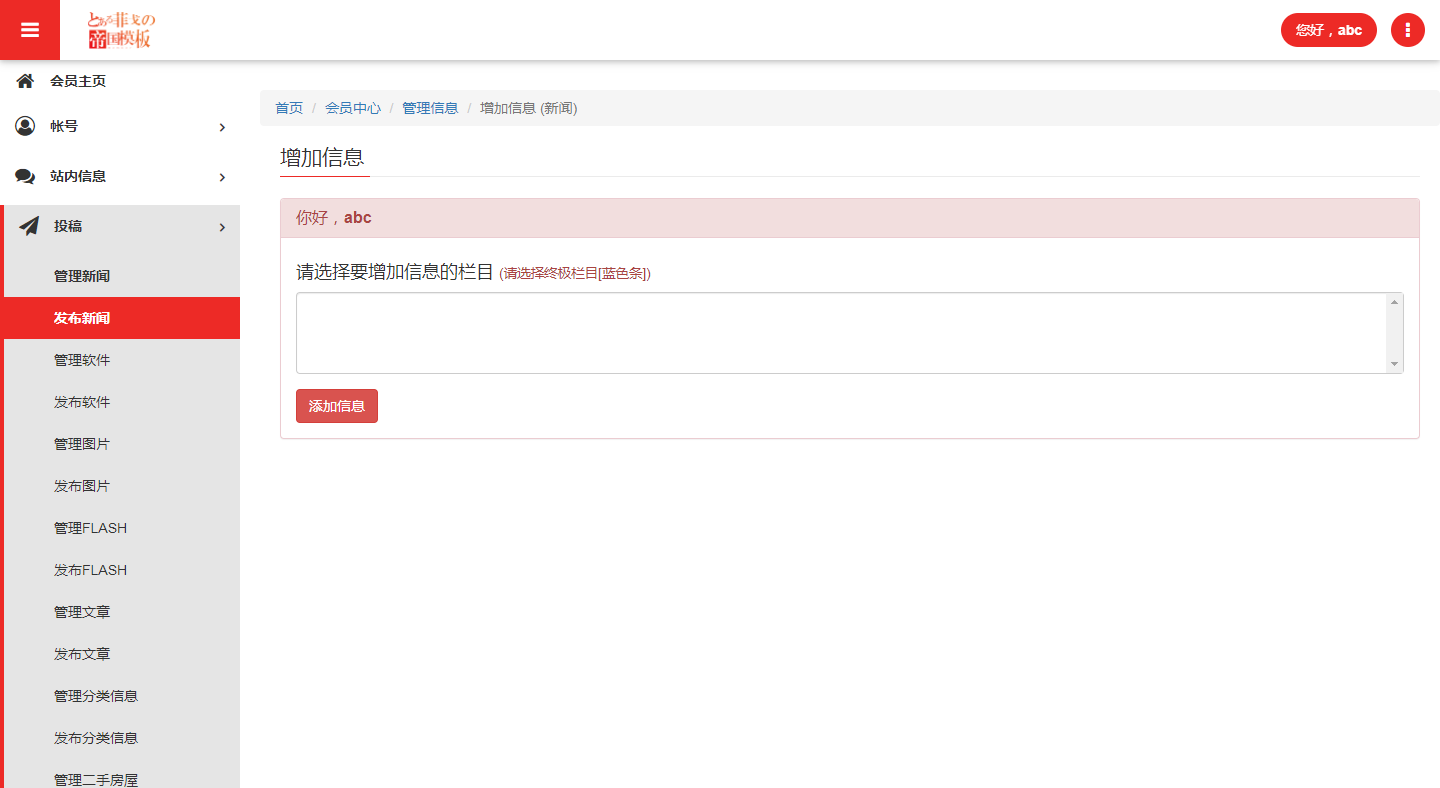 とある菲戈の
帝国模板
您好，abc
会员主页
帐号
站内信息
投稿
管理新闻
发布新闻
管理软件
发布软件
管理图片
发布图片
管理FLASH
发布FLASH
管理文章
发布文章
管理分类信息
发布分类信息
管理二手房屋
首页 / 会员中心 / 管理信息 / 增加信息 (新闻)
增加信息
你好，abc
请选择要增加信息的栏目 (请选择终极栏目[蓝色条])
添加信息